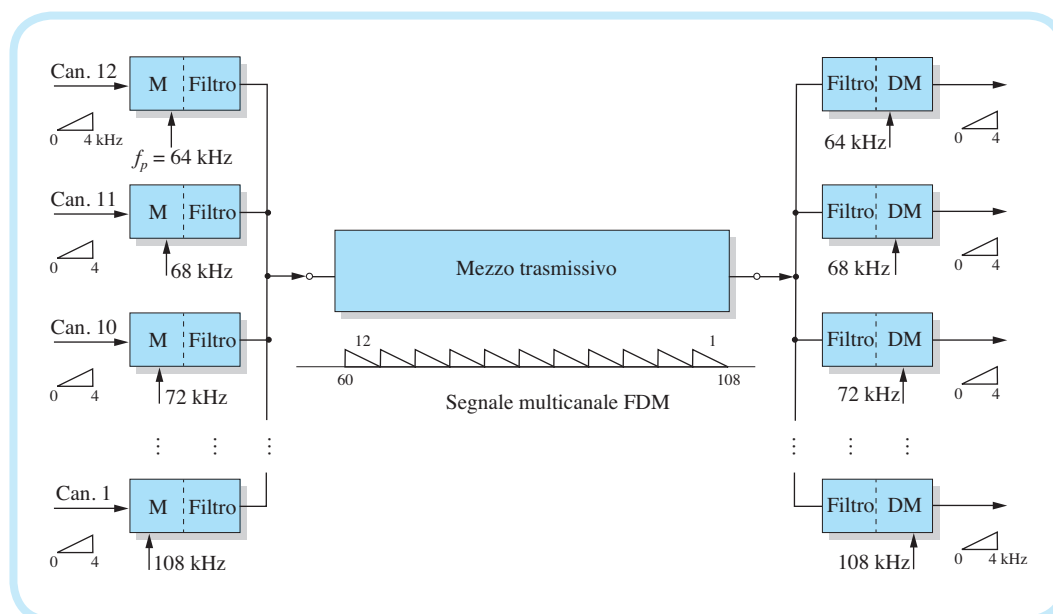 Can. 12
M Filtro
0 4 kHz
fp = 64 kHz
Can. 11
M Filtro
0 4
68 kHz
Can. 10
M Filtro
0 4
72 kHz
⋮ ⋮ ⋮
Can. 1
M Filtro
0 4
108 kHz
Mezzo trasmissivo
12 1
60 108
Segnale multicanale FDM
Filtro DM
64 kHz
0 4
Filtro DM
68 kHz
0 4
Filtro DM
72 kHz
0 4
⋮ ⋮ ⋮
Filtro DM
108 kHz
0 4 kHz